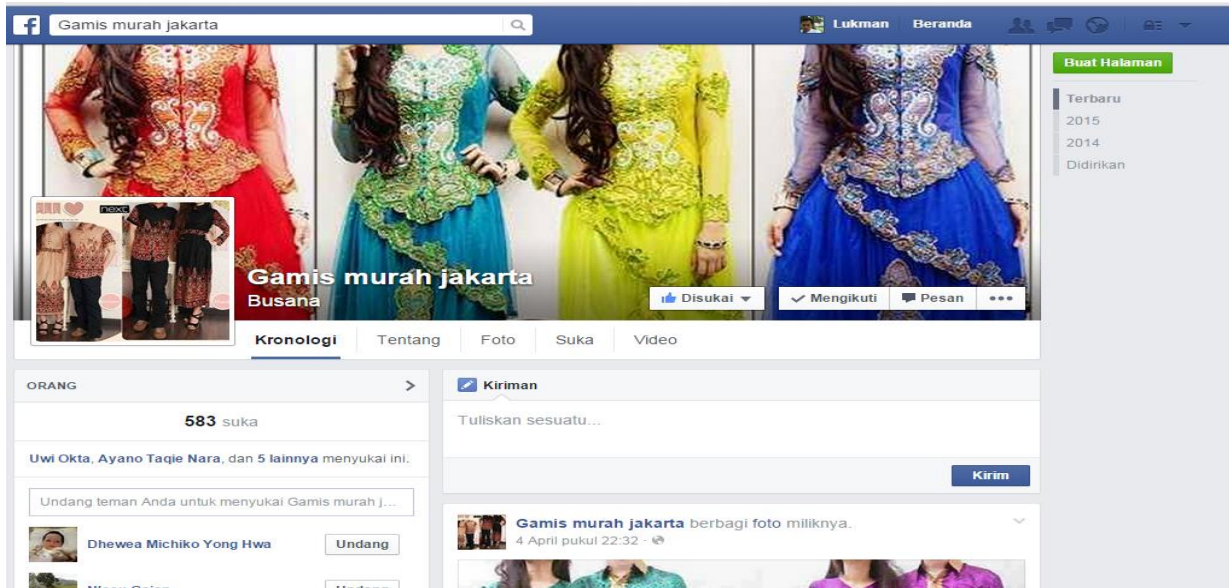 f Gamis murah jakarta Lukman Beranda
Buat Halaman
Terbaru
2015
2014
Didirikan
next
Gamis murah jakarta
Busana
Disukai Mengikuti Pesan
Kronologi Tentang Foto Suka Video
ORANG
583 suka
Uwi Okta, Ayano Taqie Nara, dan 5 lainnya menyukai ini.
Undang teman Anda untuk menyukai Gamis murah j...
Dhewea Michiko Yong Hwa Undang
Undang
Kiriman
Tuliskan sesuatu...
Kirim
Gamis murah jakarta berbagi foto miliknya.
4 April pukul 22:32 ·